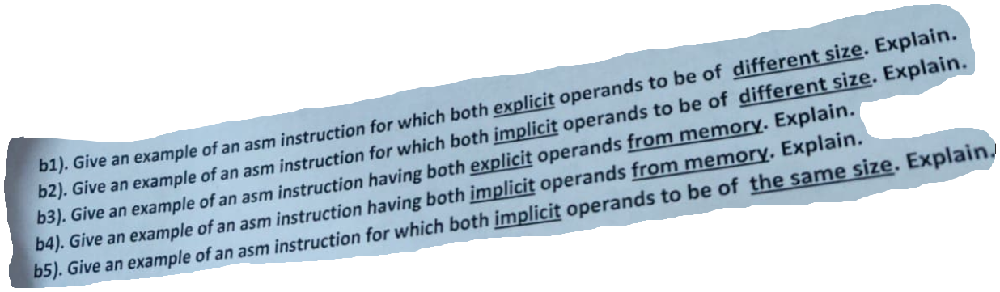 b1). Give an example of an asm instruction for which both explicit operands to be of different size. Explain.
b2). Give an example of an asm instruction for which both implicit operands to be of different size. Explain.
b3). Give an example of an asm instruction having both explicit operands from memory. Explain.
b4). Give an example of an asm instruction having both implicit operands from memory. Explain.
b5). Give an example of an asm instruction for which both implicit operands to be of the same size. Explain.